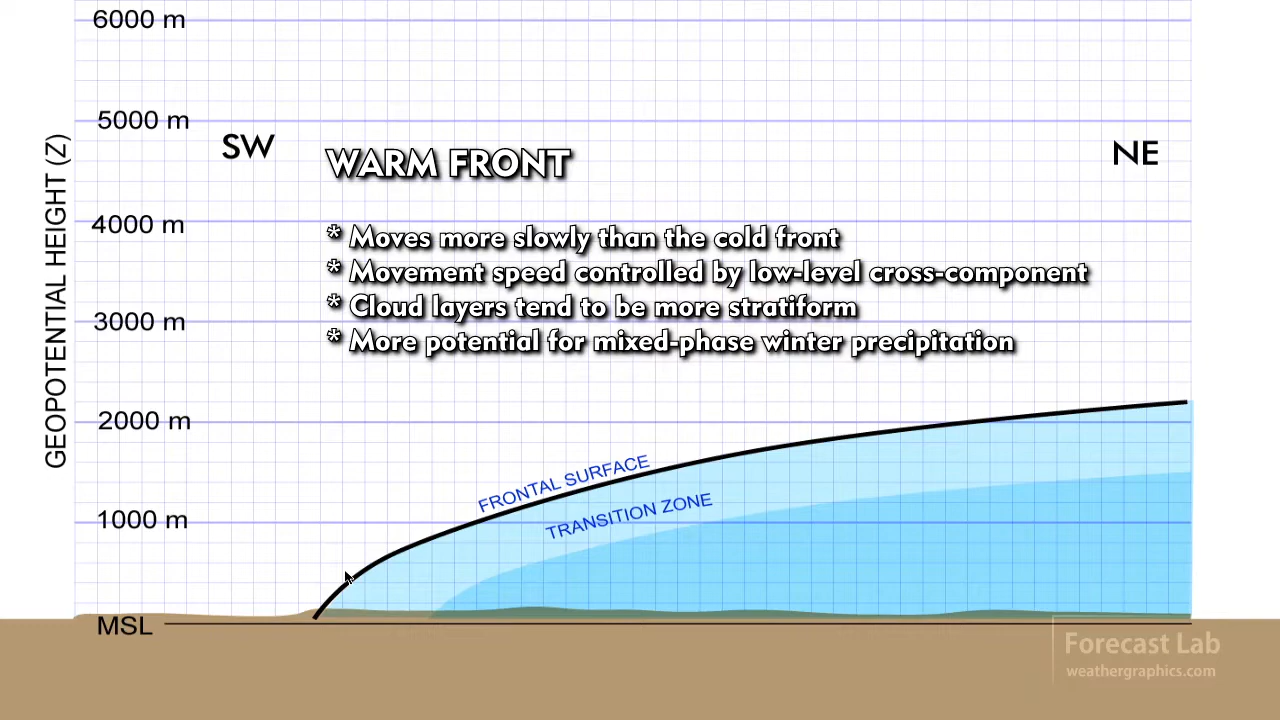 6000 m
5000 m
SW
NE
WARM FRONT
4000 m
* Moves more slowly than the cold front
* Movement speed controlled by low-level cross-component
* Cloud layers tend to be more stratiform
3000 m
* More potential for mixed-phase winter precipitation
GEOPOTENTIAL HEIGHT (Z)
2000 m
FRONTAL SURFACE
TRANSITION ZONE
1000 m
MSL
Forecast Lab
weathergraphics.com